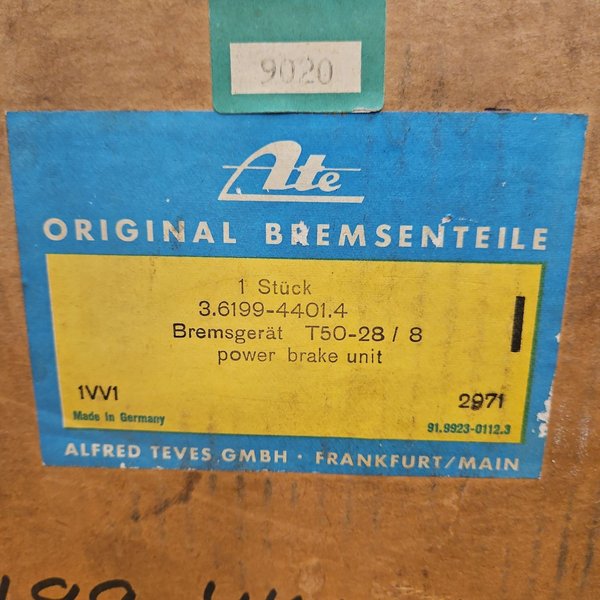 9020
Ate
ORIGINAL BREMSENTEILE
1 Stück
3.6199-4401.4
Bremsgerät T50-28 / 8
power brake unit
1VV1 2971
Made in Germany 91.9923-0112.3
ALFRED TEVES GMBH · FRANKFURT/MAIN